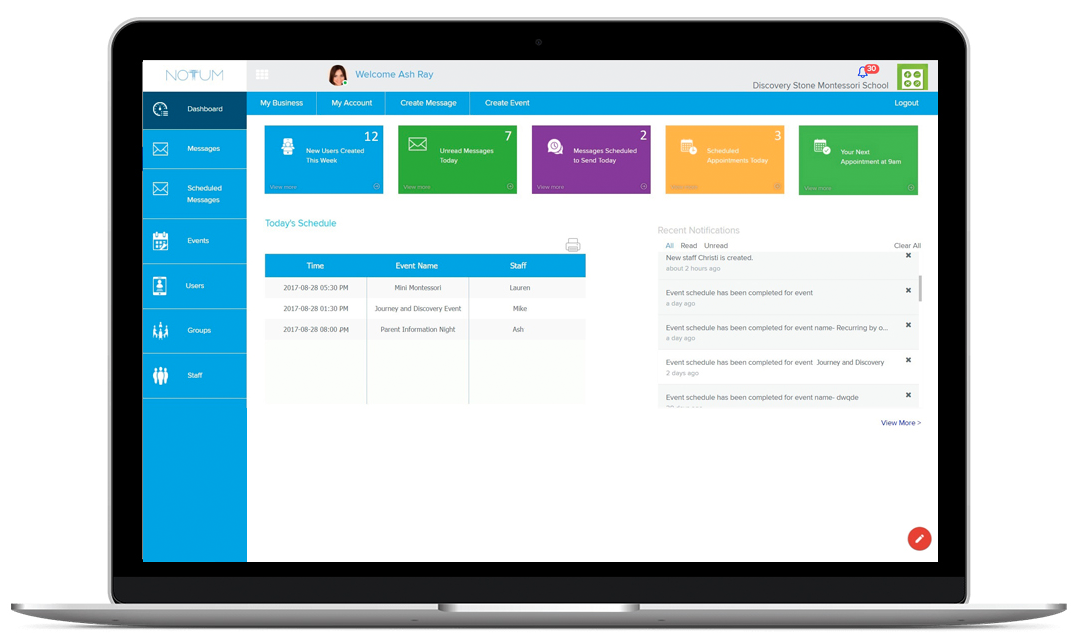 NOTUM
Welcome Ash Ray
30
Discovery Stone Montessori School
Dashboard
Messages
Scheduled
Messages
Events
Users
Groups
Staff
My Business
My Account
Create Message
Create Event
Logout
12
New Users Created
This Week
View more
7
Unread Messages
Today
View more
2
Messages Scheduled
to Send Today
View more
3
Scheduled
Appointments Today
View more
Your Next
Appointment at 9am
View more
Today's Schedule
Time Event Name Staff
2017-08-28 05:30 PM Mini Montessori Lauren
2017-08-28 01:30 PM Journey and Discovery Event Mike
2017-08-28 08:00 PM Parent Information Night Ash
Recent Notifications
All Read Unread Clear All
New staff Christi is created.
about 2 hours ago
Event schedule has been completed for event
a day ago
Event schedule has been completed for event name- Recurring by o...
a day ago
Event schedule has been completed for event Journey and Discovery
2 days ago
Event schedule has been completed for event name- dwqde
View More >